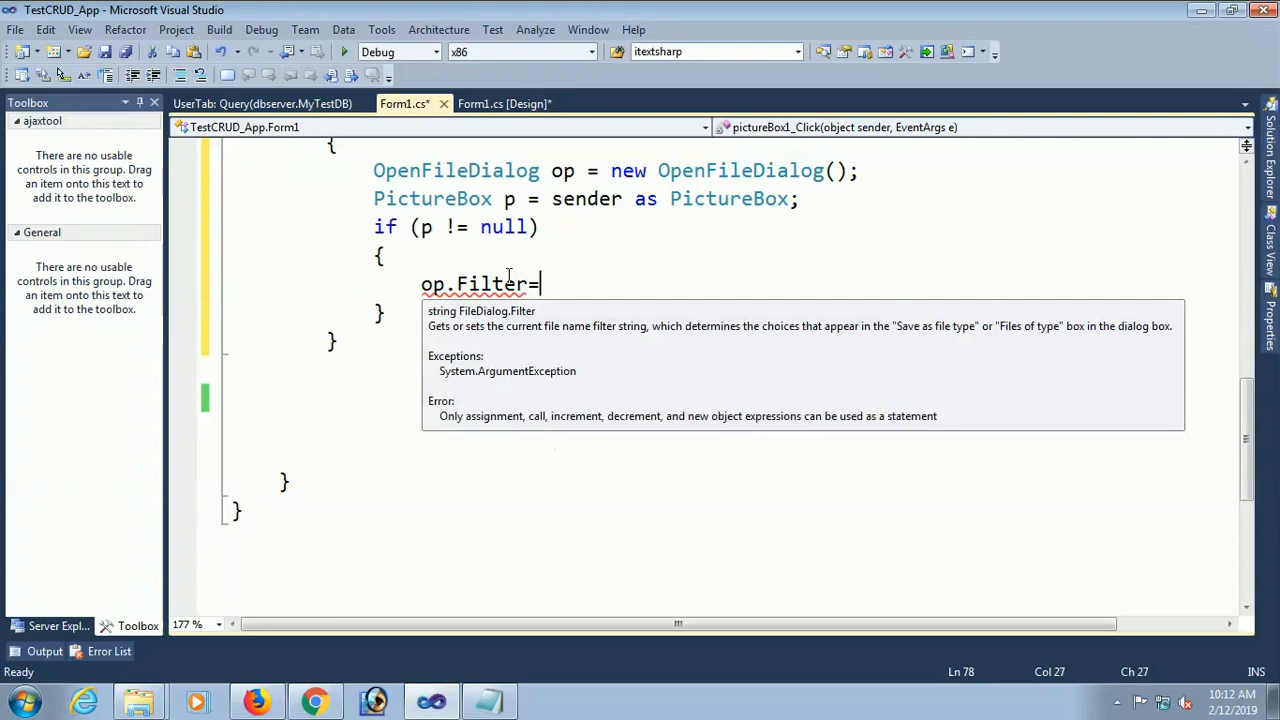 TestCRUD_App - Microsoft Visual Studio
File Edit View Refactor Project Build Debug Team Data Tools Architecture Test Analyze Window Help
Debug x86 itextsharp
Toolbox
UserTab: Query(dbserver.MyTestDB) Form1.cs* Form1.cs [Design]*
ajaxtool
TestCRUD_App.Form1 pictureBox1_Click(object sender, EventArgs e)
There are no usable
controls in this group. Drag
an item onto this text to
add it to the toolbox.
General
There are no usable
controls in this group. Drag
an item onto this text to
add it to the toolbox.
{
OpenFileDialog op = new OpenFileDialog();
PictureBox p = sender as PictureBox;
if (p != null)
{
op.Filter=
}
}
string FileDialog.Filter
Gets or sets the current file name filter string, which determines the choices that appear in the "Save as file type" or "Files of type" box in the dialog box.
Exceptions:
System.ArgumentException
Error:
Only assignment, call, increment, decrement, and new object expressions can be used as a statement
}
}
Solution Explorer
Class View
Properties
177 %
Server Expl... Toolbox
Output Error List
Ready Ln 78 Col 27 Ch 27 INS
10:12 AM
2/12/2019